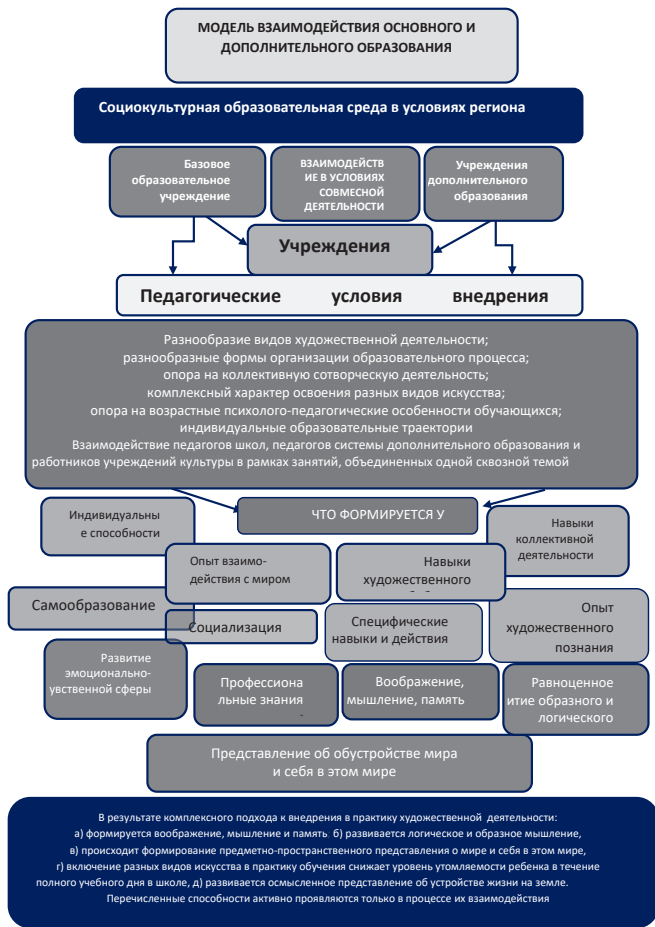 МОДЕЛЬ ВЗАИМОДЕЙСТВИЯ ОСНОВНОГО И
ДОПОЛНИТЕЛЬНОГО ОБРАЗОВАНИЯ
Социокультурная образовательная среда в условиях региона
Базовое
образовательное
учреждение
ВЗАИМОДЕЙСТВ
ИЕ В УСЛОВИЯХ
СОВМЕСНОЙ
ДЕЯТЕЛЬНОСТИ
Учреждения
дополнительного
образования
Учреждения
Педагогические условия внедрения
Разнообразие видов художественной деятельности;
разнообразные формы организации образовательного процесса;
опора на коллективную сотворческую деятельность;
комплексный характер освоения разных видов искусства;
опора на возрастные психолого-педагогические особенности обучающихся;
индивидуальные образовательные траектории
Взаимодействие педагогов школ, педагогов системы дополнительного образования и
работников учреждений культуры в рамках занятий, объединенных одной сквозной темой
ЧТО ФОРМИРУЕТСЯ У
Индивидуальны
е способности
Навыки
коллективной
деятельности
Опыт взаимо-
действия с миром
Навыки
художественного
Самообразование
Социализация
Специфические
навыки и действия
Опыт
художественного
познания
Развитие
эмоционально-
увственной сферы
Профессиона
льные знания
Воображение,
мышление, память
Равноценное
итие образного и
логического
Представление об обустройстве мира
и себя в этом мире
В результате комплексного подхода к внедрения в практику художественной деятельности:
а) формируется воображение, мышление и память б) развивается логическое и образное мышление,
в) происходит формирование предметно-пространственного представления о мире и себя в этом мире,
г) включение разных видов искусства в практику обучения снижает уровень утомляемости ребенка в течение
полного учебного дня в школе, д) развивается осмысленное представление об устройстве жизни на земле.
Перечисленные способности активно проявляются только в процессе их взаимодействия